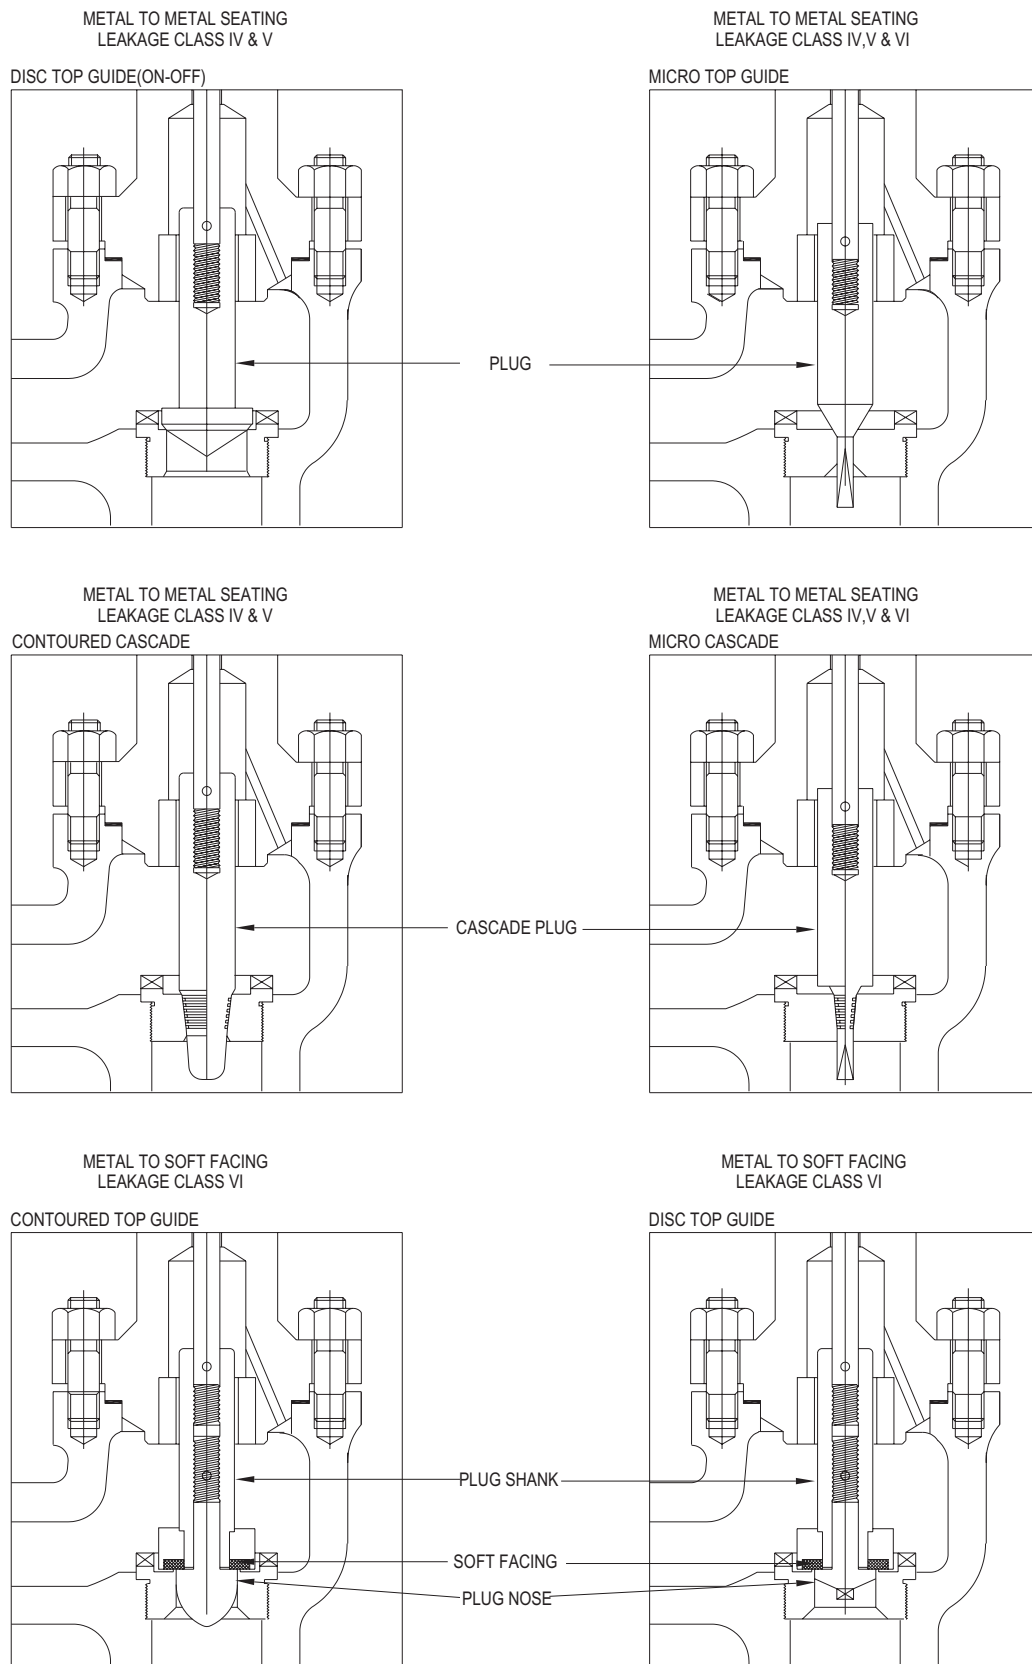 METAL TO METAL SEATING
LEAKAGE CLASS IV & V
DISC TOP GUIDE(ON-OFF)
METAL TO METAL SEATING
LEAKAGE CLASS IV,V & VI
MICRO TOP GUIDE
PLUG
METAL TO METAL SEATING
LEAKAGE CLASS IV & V
CONTOURED CASCADE
METAL TO METAL SEATING
LEAKAGE CLASS IV,V & VI
MICRO CASCADE
CASCADE PLUG
METAL TO SOFT FACING
LEAKAGE CLASS VI
CONTOURED TOP GUIDE
METAL TO SOFT FACING
LEAKAGE CLASS VI
DISC TOP GUIDE
PLUG SHANK
SOFT FACING
PLUG NOSE